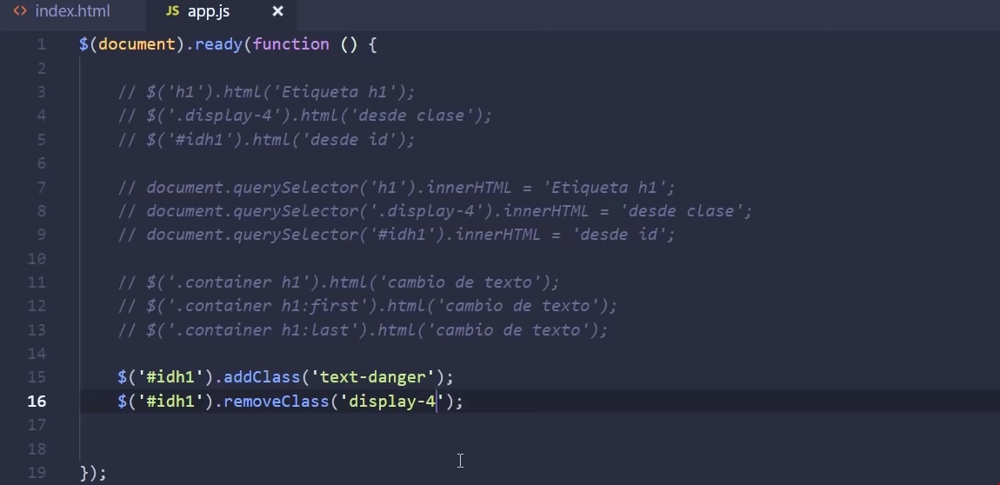 <> index.html JS app.js ×
1 $(document).ready(function () {
2
3 // $('h1').html('Etiqueta h1');
4 // $('.display-4').html('desde clase');
5 // $('#idh1').html('desde id');
6
7 // document.querySelector('h1').innerHTML = 'Etiqueta h1';
8 // document.querySelector('.display-4').innerHTML = 'desde clase';
9 // document.querySelector('#idh1').innerHTML = 'desde id';
10
11 // $('.container h1').html('cambio de texto');
12 // $('.container h1:first').html('cambio de texto');
13 // $('.container h1:last').html('cambio de texto');
14
15 $('#idh1').addClass('text-danger');
16 $('#idh1').removeClass('display-4');
17
18
19 });